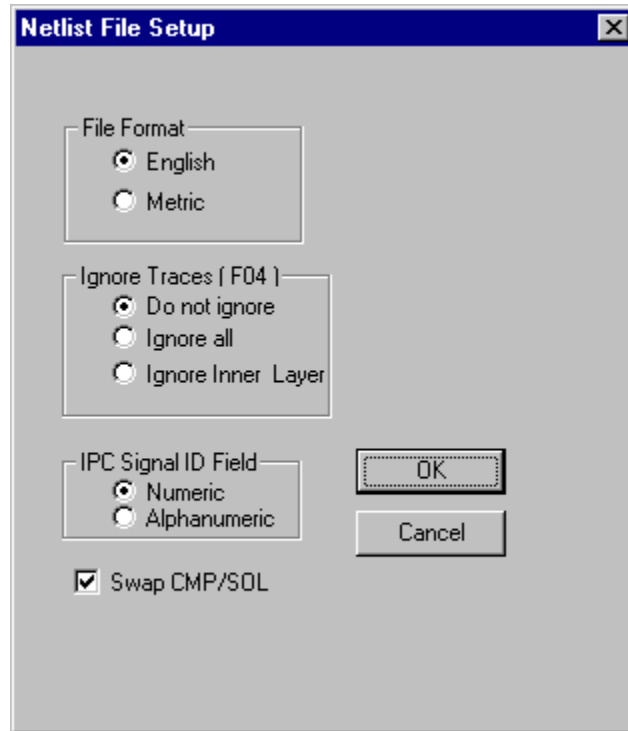 Netlist File Setup
File Format
English
Metric
Ignore Traces ( F04 )
Do not ignore
Ignore all
Ignore Inner Layer
IPC Signal ID Field
Numeric
Alphanumeric
OK
Cancel
Swap CMP/SOL